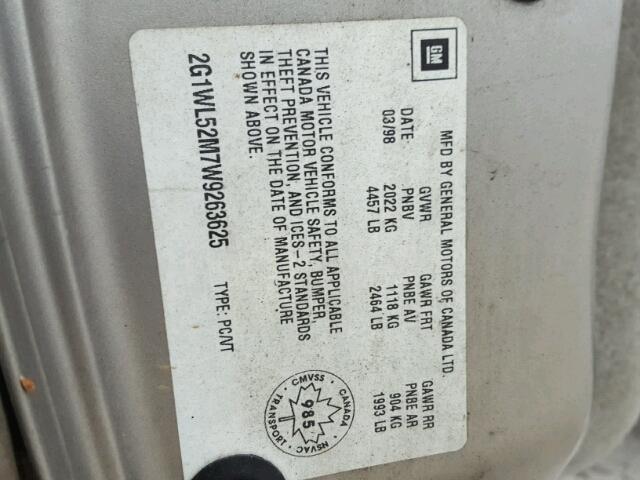 GM
MFD BY GENERAL MOTORS OF CANADA LTD.
DATE: GVWR GAWR FRT GAWR RR
03/98 PNBV PNBE AV PNBE AR
2022 KG 1118 KG 904 KG
4457 LB 2464 LB 1993 LB
THIS VEHICLE CONFORMS TO ALL APPLICABLE
CANADA MOTOR VEHICLE SAFETY, BUMPER,
THEFT PREVENTION, AND ICES-2 STANDARDS
IN EFFECT ON THE DATE OF MANUFACTURE
SHOWN ABOVE.
CMVSS CANADA
985
TRANSPORT NSVAC
2G1WL52M7W9263625 TYPE: PC/VT